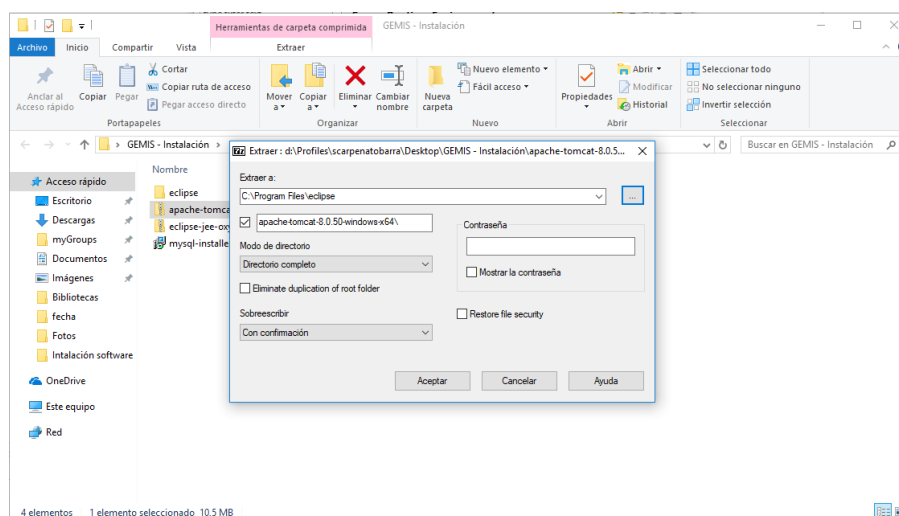 Herramientas de carpeta comprimida
GEMIS - Instalación
Archivo Inicio Compartir Vista Extraer
Anclar al Acceso rápido
Copiar
Pegar
Cortar
Copiar ruta de acceso
Pegar acceso directo
Mover a
Copiar a
Eliminar
Cambiar nombre
Nueva carpeta
Nuevo elemento
Fácil acceso
Propiedades
Abrir
Modificar
Historial
Seleccionar todo
No seleccionar ninguno
Invertir selección
Portapapeles Organizar Nuevo Abrir Seleccionar
GEMIS - Instalación
Buscar en GEMIS - Instalación
Acceso rápido
Escritorio
Descargas
myGroups
Documentos
Imágenes
Bibliotecas
fecha
Fotos
Intalación software
OneDrive
Este equipo
Red
Nombre
eclipse
apache-tomca
eclipse-jee-ox
mysql-installe
Extraer : d:\Profiles\scarpenatobarra\Desktop\GEMIS - Instalación\apache-tomcat-8.0.5...
Extraer a:
C:\Program Files\eclipse
...
apache-tomcat-8.0.50-windows-x64\
Modo de directorio
Directorio completo
Eliminate duplication of root folder
Sobreescribir
Con confirmación
Contraseña
Mostrar la contraseña
Restore file security
Aceptar Cancelar Ayuda
4 elementos 1 elemento seleccionado 10,5 MB